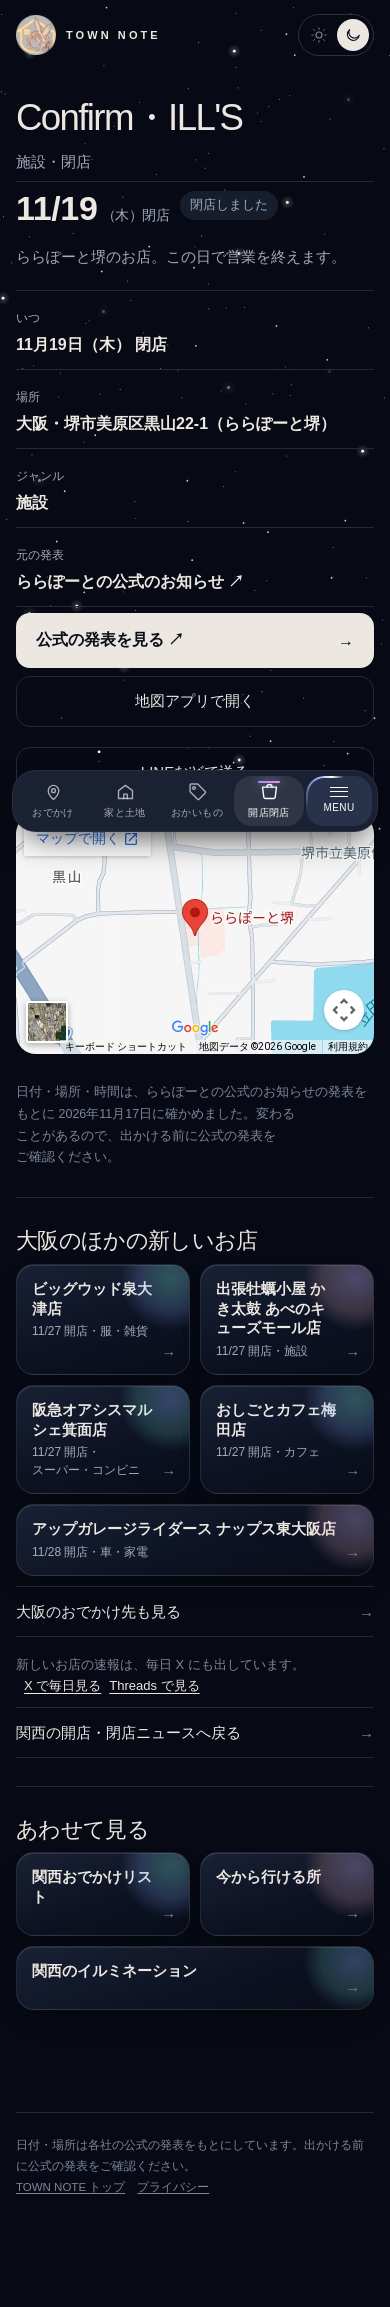 TOWN NOTE
Confirm・ILL'S
施設・閉店
11/19 （木）閉店 閉店しました
ららぽーと堺のお店。この日で営業を終えます。
いつ
11月19日（木） 閉店
場所
大阪・堺市美原区黒山22-1（ららぽーと堺）
ジャンル
施設
元の発表
ららぽーとの公式のお知らせ ↗
公式の発表を見る ↗ →
地図アプリで開く
おでかけ
家と土地
おかいもの
開店閉店
MENU
マップで開く
堺市立美原
黒山
ららぽーと堺
Google
キーボード ショートカット 地図データ ©2026 Google 利用規約
日付・場所・時間は、ららぽーとの公式のお知らせの発表を
もとに 2026年11月17日に確かめました。変わる
ことがあるので、出かける前に公式の発表を
ご確認ください。
大阪のほかの新しいお店
ビッグウッド泉大
津店
11/27 開店・服・雑貨
→
出張牡蠣小屋 か
き太鼓 あべのキ
ューズモール店
11/27 開店・施設
→
阪急オアシスマル
シェ箕面店
11/27 開店・
スーパー・コンビニ
→
おしごとカフェ梅
田店
11/27 開店・カフェ
→
アップガレージライダース ナップス東大阪店
11/28 開店・車・家電
→
大阪のおでかけ先も見る →
新しいお店の速報は、毎日 X にも出しています。
X で毎日見る Threads で見る
関西の開店・閉店ニュースへ戻る →
あわせて見る
関西おでかけリス
ト
→
今から行ける所
→
関西のイルミネーション
→
日付・場所は各社の公式の発表をもとにしています。出かける前
に公式の発表をご確認ください。
TOWN NOTE トップ プライバシー